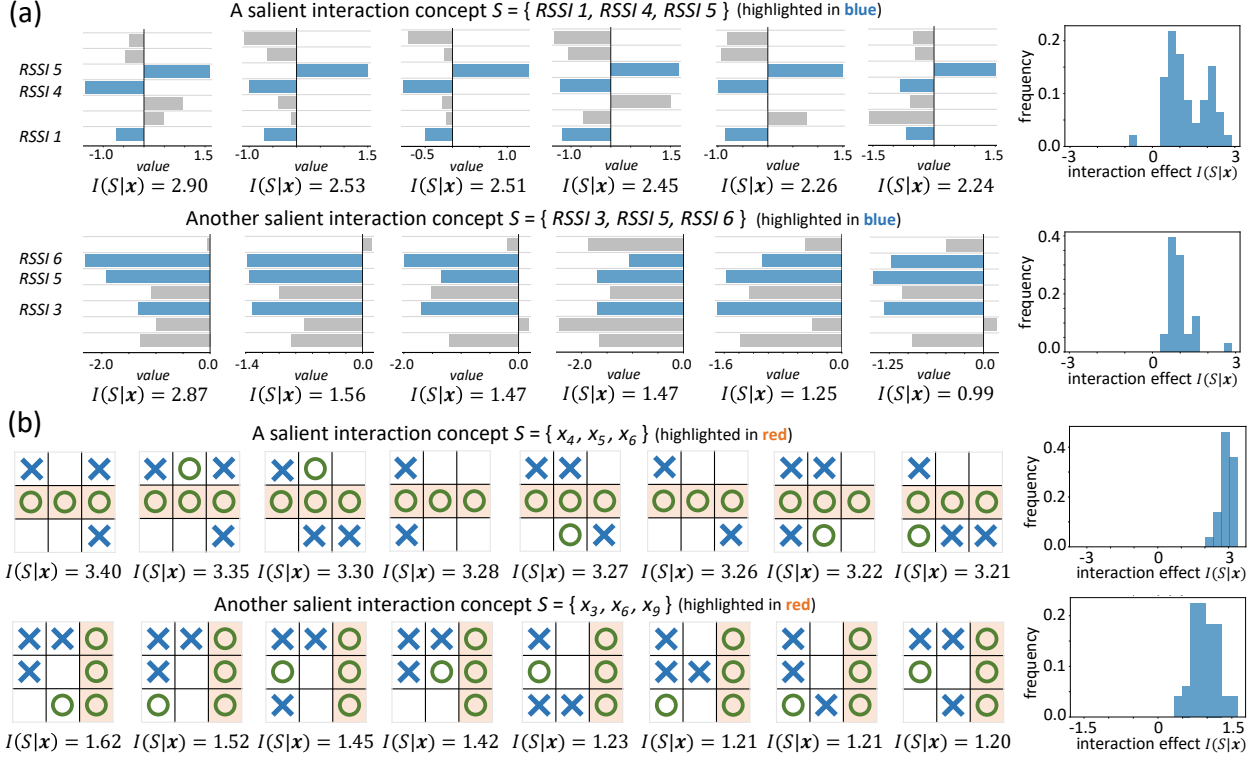 (a)
A salient interaction concept S = { RSSI 1, RSSI 4, RSSI 5 } (highlighted in blue)
RSSI 5
RSSI 4
RSSI 1
-1.0 1.5 -1.0 1.5 -0.5 1.0 -1.0 1.5 -1.0 1.5 -1.5 1.5
value value value value value value
I(S|x) = 2.90 I(S|x) = 2.53 I(S|x) = 2.51 I(S|x) = 2.45 I(S|x) = 2.26 I(S|x) = 2.24
frequency
0.2
0.1
0.0
-3 0 3
interaction effect I(S|x)
Another salient interaction concept S = { RSSI 3, RSSI 5, RSSI 6 } (highlighted in blue)
RSSI 6
RSSI 5
RSSI 3
-2.0 0.0 -1.4 0.0 -2.0 0.0 -2.0 0.0 -1.6 0.0 -1.25 0.0
value value value value value value
I(S|x) = 2.87 I(S|x) = 1.56 I(S|x) = 1.47 I(S|x) = 1.47 I(S|x) = 1.25 I(S|x) = 0.99
frequency
0.4
0.2
0.0
-3 0 3
interaction effect I(S|x)
(b)
A salient interaction concept S = { x4, x5, x6 } (highlighted in red)
I(S|x) = 3.40 I(S|x) = 3.35 I(S|x) = 3.30 I(S|x) = 3.28 I(S|x) = 3.27 I(S|x) = 3.26 I(S|x) = 3.22 I(S|x) = 3.21
frequency
0.4
0.2
0.0
-3 0 3
interaction effect I(S|x)
Another salient interaction concept S = { x3, x6, x9 } (highlighted in red)
I(S|x) = 1.62 I(S|x) = 1.52 I(S|x) = 1.45 I(S|x) = 1.42 I(S|x) = 1.23 I(S|x) = 1.21 I(S|x) = 1.21 I(S|x) = 1.20
frequency
0.2
0.1
0.0
-1.5 0 1.5
interaction effect I(S|x)